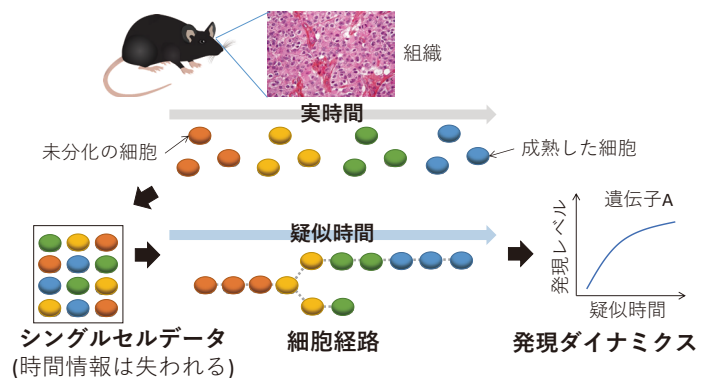 組織
実時間
未分化の細胞
成熟した細胞
疑似時間
遺伝子A
発現レベル
疑似時間
シングルセルデータ
(時間情報は失われる)
細胞経路
発現ダイナミクス